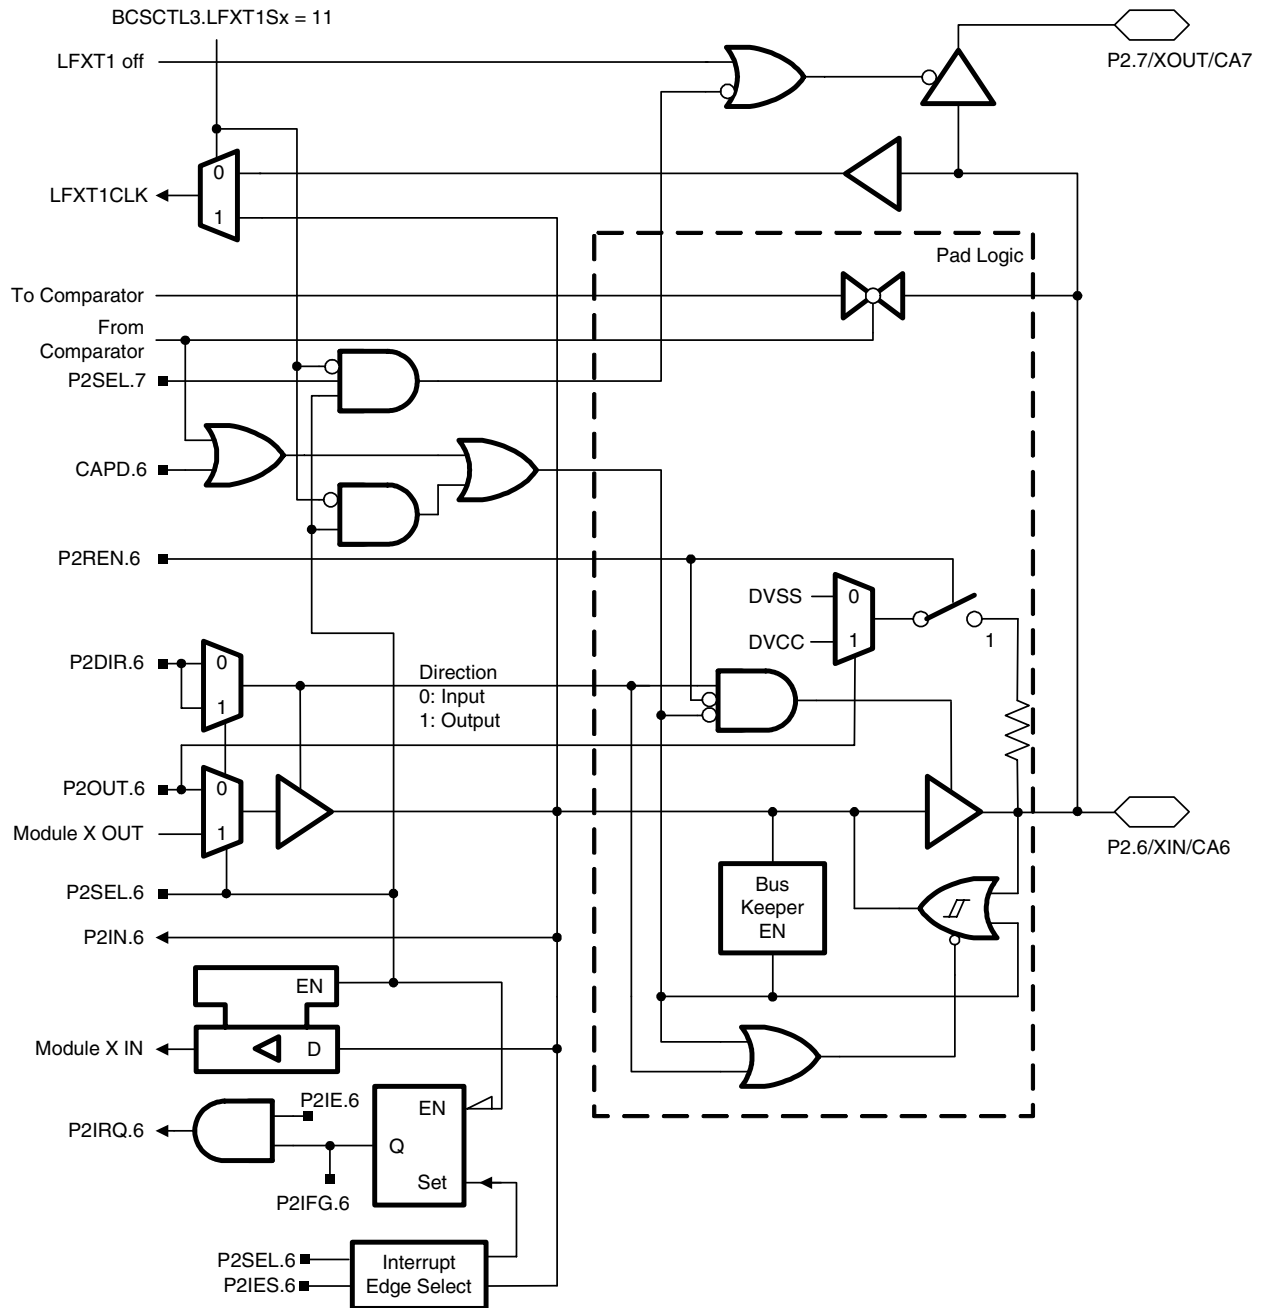 BCSCTL3.LFXT1Sx = 11
LFXT1 off
P2.7/XOUT/CA7
0
LFXT1CLK
1
Pad Logic
To Comparator
From
Comparator
P2SEL.7
CAPD.6
P2REN.6
DVSS
0
DVCC
1
1
P2DIR.6
0
1
Direction
0: Input
1: Output
P2OUT.6
0
Module X OUT
1
P2.6/XIN/CA6
P2SEL.6
Bus
Keeper
EN
P2IN.6
EN
Module X IN
D
P2IE.6
EN
P2IRQ.6
Q
Set
P2IFG.6
P2SEL.6
P2IES.6
Interrupt
Edge Select